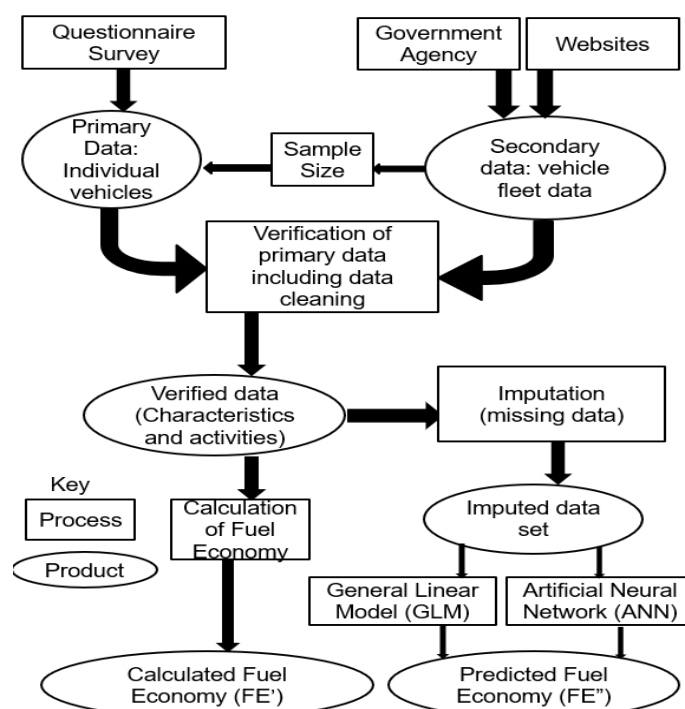 Questionnaire
Survey
Government
Agency
Websites
Primary
Data:
Individual
vehicles
Sample
Size
Secondary
data: vehicle
fleet data
Verification of
primary data
including data
cleaning
Verified data
(Characteristics
and activities)
Imputation
(missing data)
Key
Process
Product
Calculation
of Fuel
Economy
Imputed data
set
General Linear
Model (GLM)
Artificial Neural
Network (ANN)
Calculated Fuel
Economy (FE’)
Predicted Fuel
Economy (FE”)